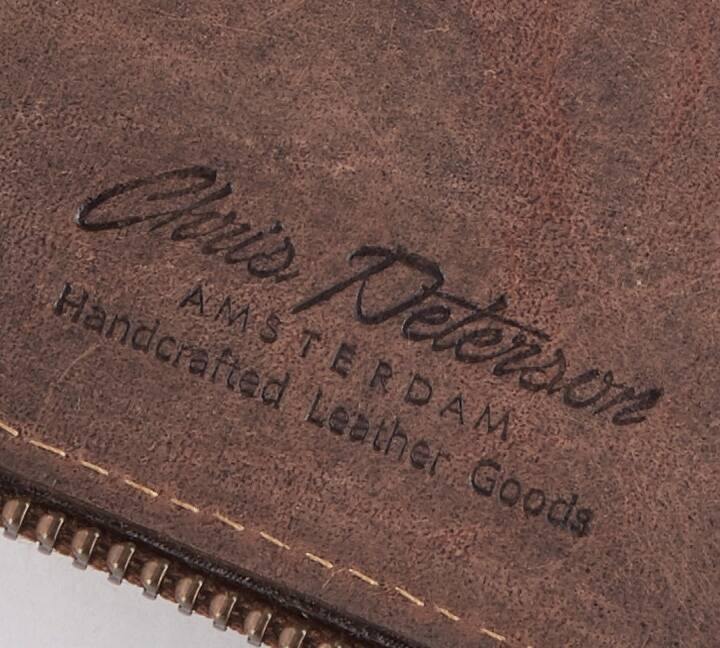 Chris Peterson
AMSTERDAM
Handcrafted Leather Goods